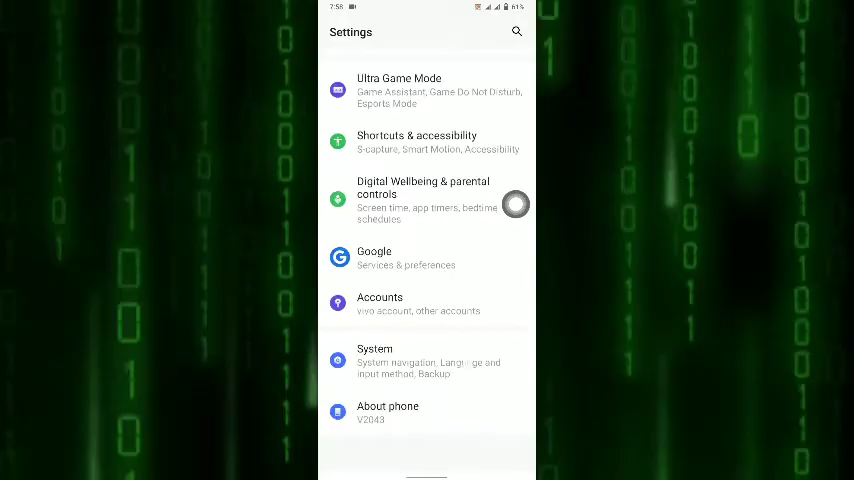 7:58
61%
Settings
Ultra Game Mode
Game Assistant, Game Do Not Disturb,
Esports Mode
Shortcuts & accessibility
S-capture, Smart Motion, Accessibility
Digital Wellbeing & parental
controls
Screen time, app timers, bedtime
schedules
Google
Services & preferences
Accounts
vivo account, other accounts
System
System navigation, Language and
input method, Backup
About phone
V2043